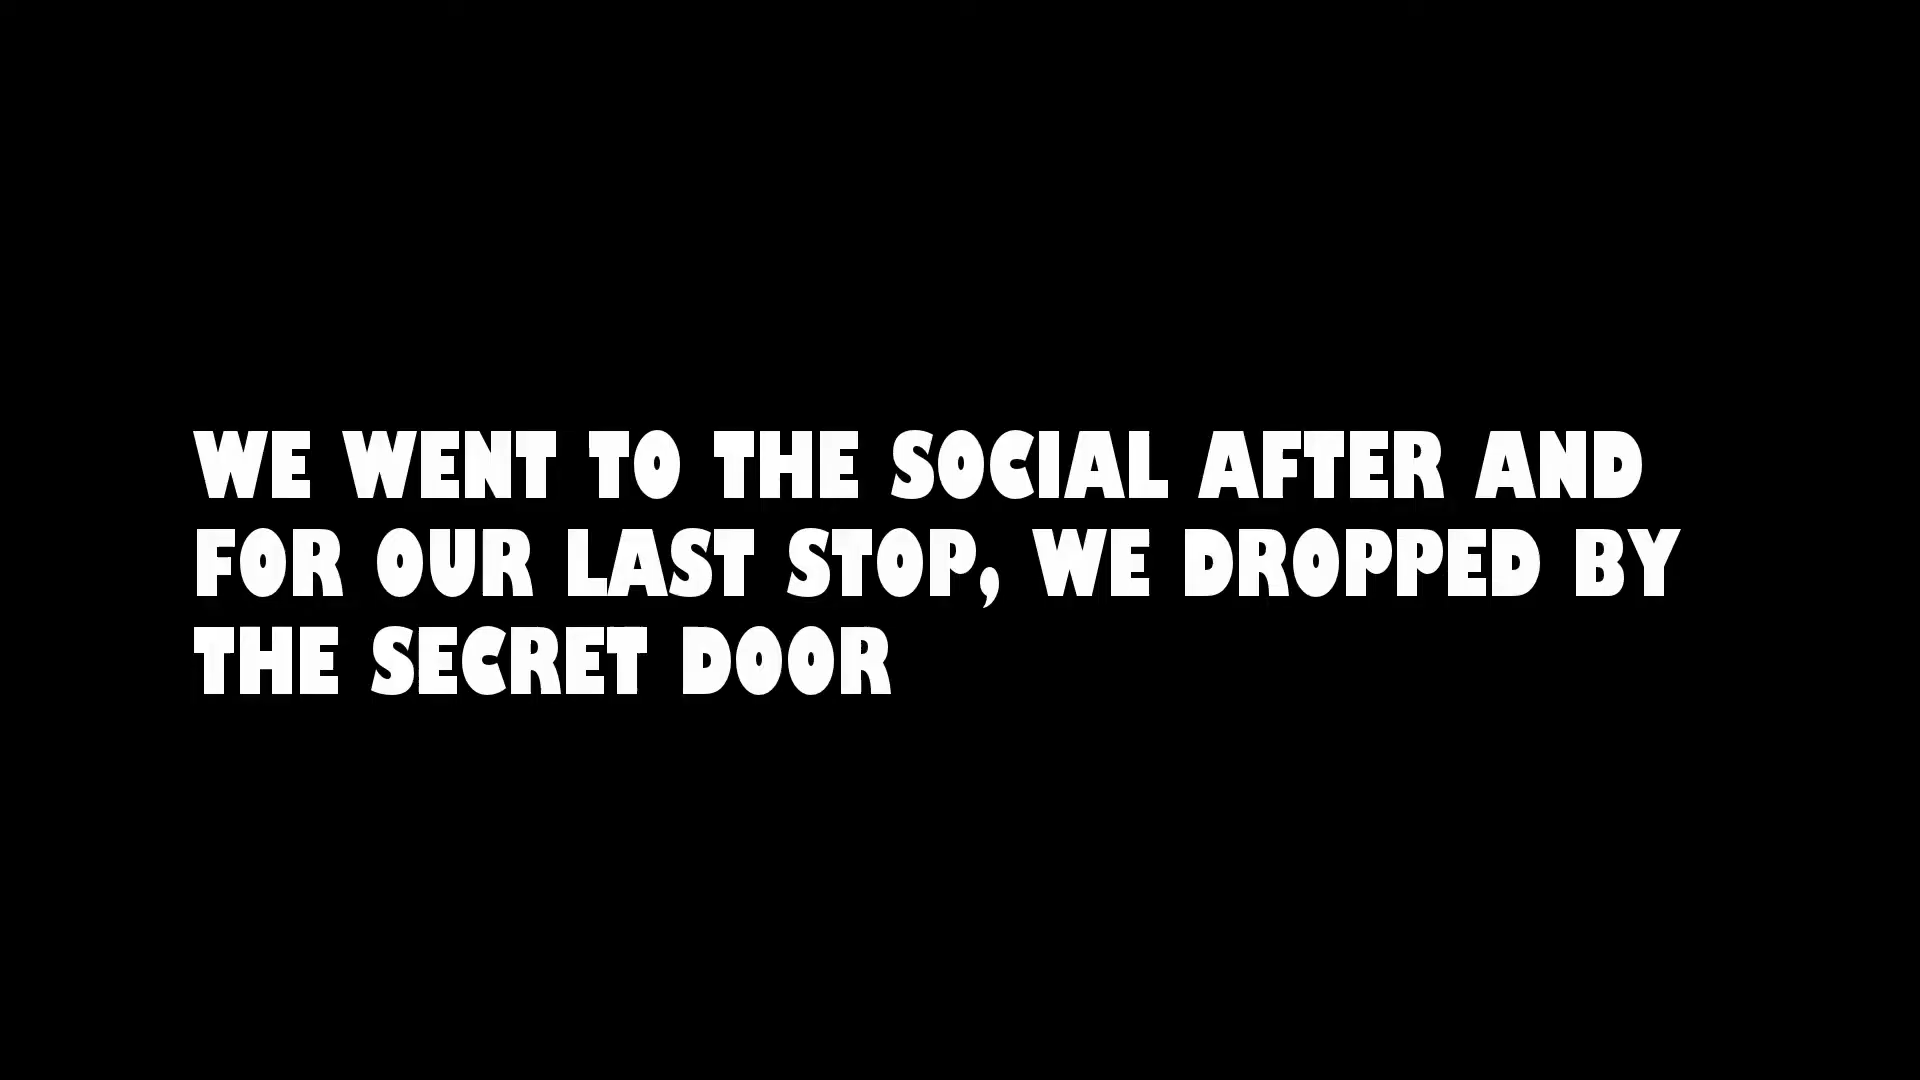 WE WENT TO THE SOCIAL AFTER AND
FOR OUR LAST STOP, WE DROPPED BY
THE SECRET DOOR